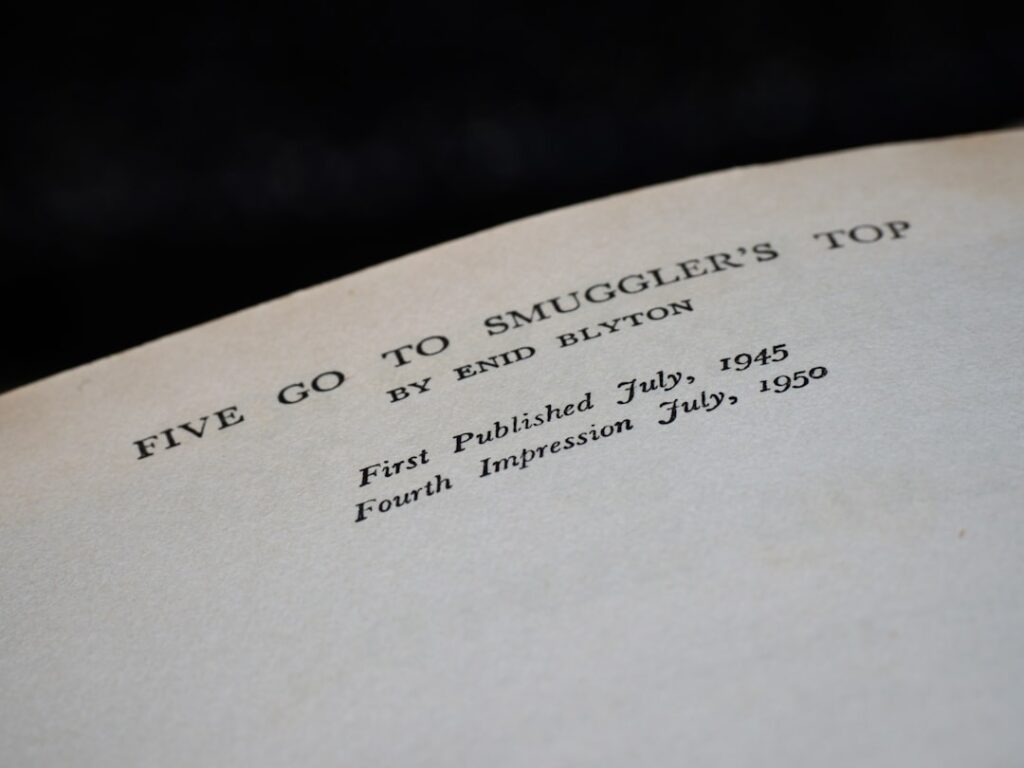 FIVE GO TO SMUGGLER'S TOP
BY ENID BLYTON
First Published July, 1945
Fourth Impression July, 1950